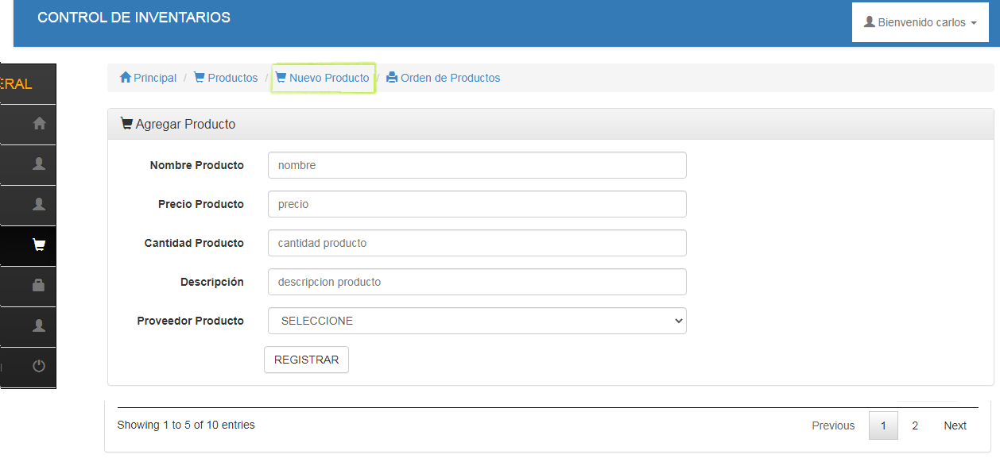 CONTROL DE INVENTARIOS
Bienvenido carlos
ERAL
Principal / Productos / Nuevo Producto / Orden de Productos
Agregar Producto
Nombre Producto nombre
Precio Producto precio
Cantidad Producto cantidad producto
Descripción descripcion producto
Proveedor Producto SELECCIONE
REGISTRAR
Showing 1 to 5 of 10 entries Previous 1 2 Next